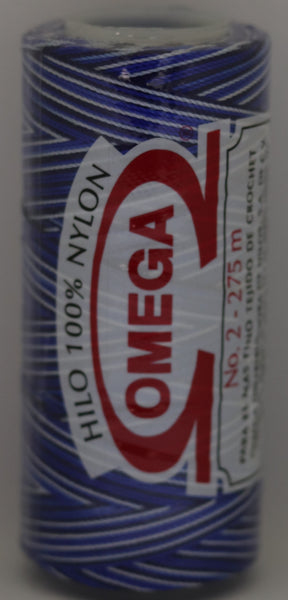 HILO 100% NYLON
OMEGA
No. 2 - 275 m
PARA EL MAS FINO TEJIDO DE CROCHET